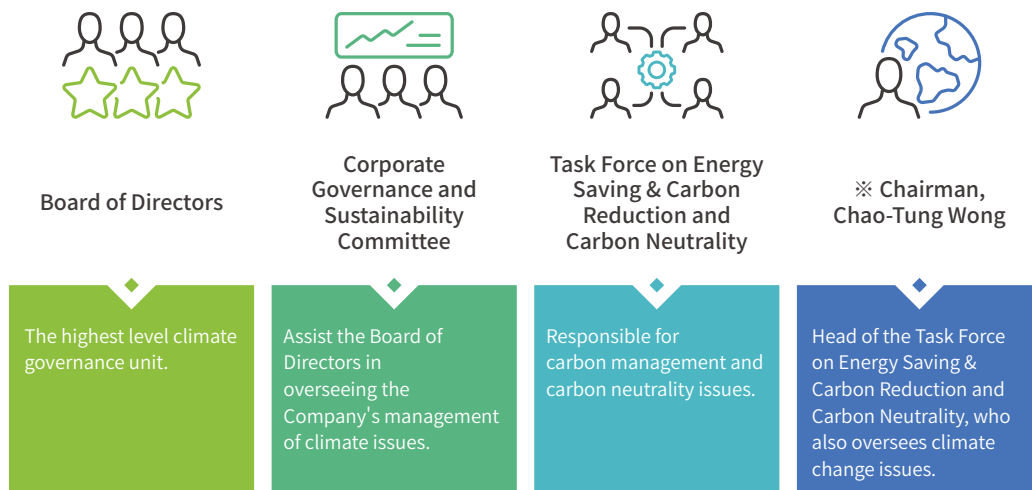 Board of Directors
Corporate
Governance and
Sustainability
Committee
Task Force on Energy
Saving & Carbon
Reduction and
Carbon Neutrality
※ Chairman,
Chao-Tung Wong
The highest level climate
governance unit.
Assist the Board of
Directors in
overseeing the
Company's management
of climate issues.
Responsible for
carbon management and
carbon neutrality issues.
Head of the Task Force
on Energy Saving &
Carbon Reduction and
Carbon Neutrality, who
also oversees climate
change issues.